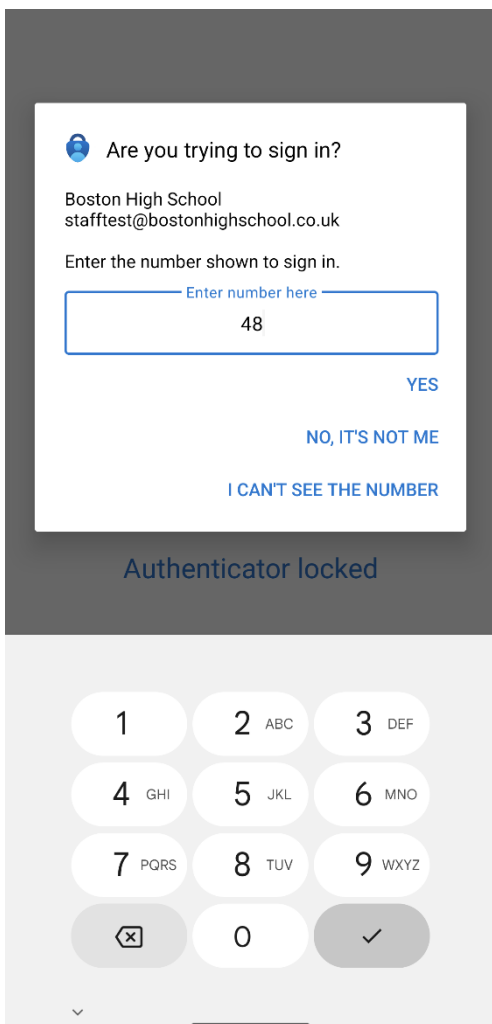 Are you trying to sign in?
Boston High School
stafftest@bostonhighschool.co.uk
Enter the number shown to sign in.
Enter number here
48
YES
NO, IT'S NOT ME
I CAN'T SEE THE NUMBER
Authenticator locked
1 2 ABC 3 DEF
4 GHI 5 JKL 6 MNO
7 PQRS 8 TUV 9 WXYZ
0